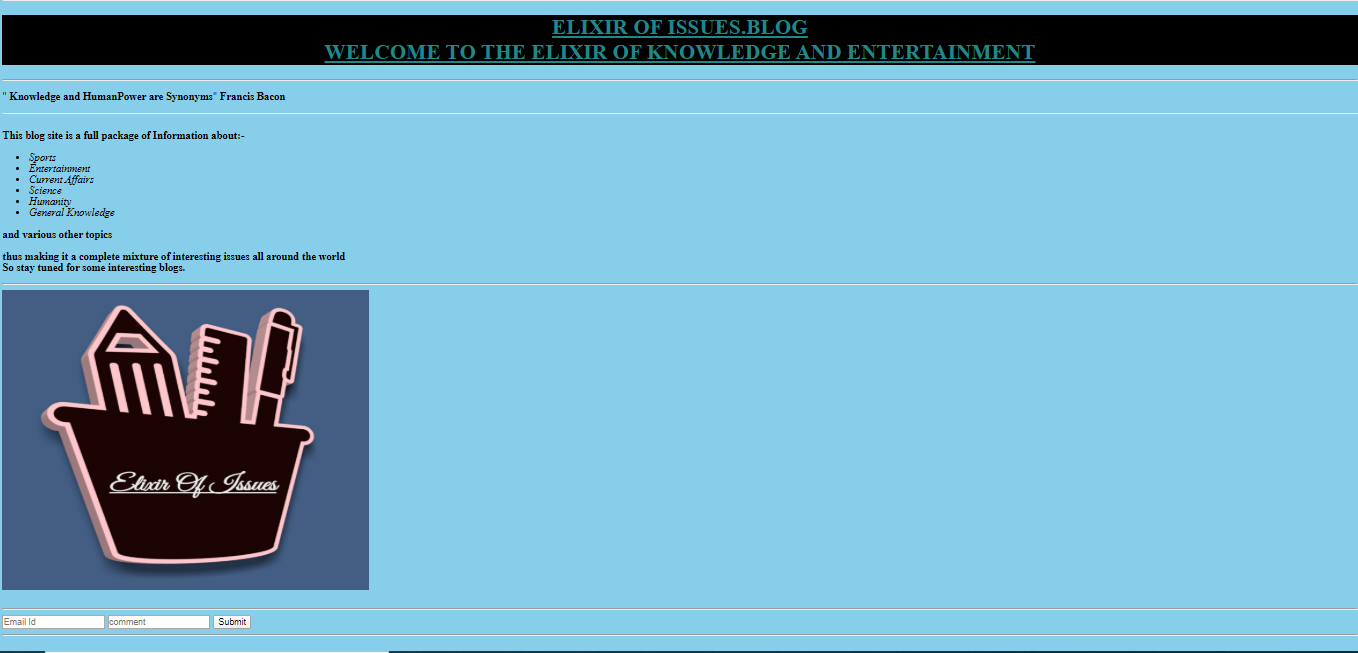 ELIXIR OF ISSUES.BLOG
WELCOME TO THE ELIXIR OF KNOWLEDGE AND ENTERTAINMENT
" Knowledge and HumanPower are Synonyms" Francis Bacon
This blog site is a full package of Information about:-
• Sports
• Entertainment
• Current Affairs
• Science
• Humanity
• General Knowledge
and various other topics
thus making it a complete mixture of interesting issues all around the world
So stay tuned for some interesting blogs.
Elixir Of Issues
Email Id comment Submit